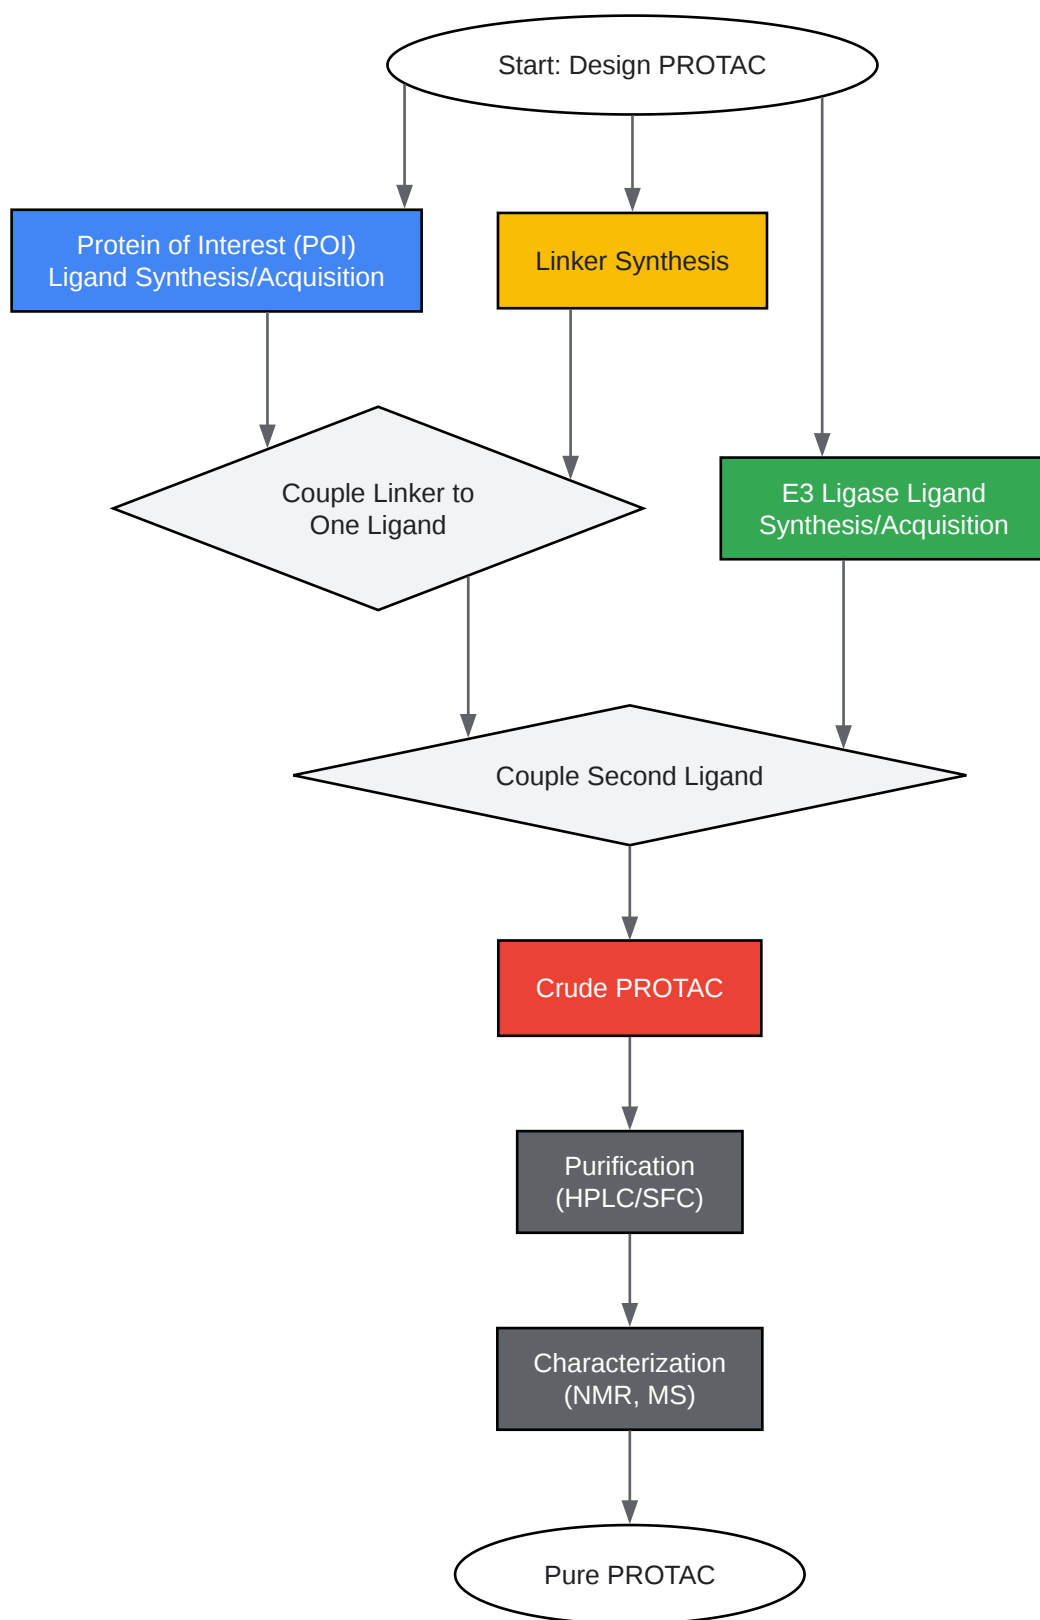 Start: Design PROTAC
Protein of Interest (POI)
Ligand Synthesis/Acquisition
Linker Synthesis
Couple Linker to
One Ligand
E3 Ligase Ligand
Synthesis/Acquisition
Couple Second Ligand
Crude PROTAC
Purification
(HPLC/SFC)
Characterization
(NMR, MS)
Pure PROTAC